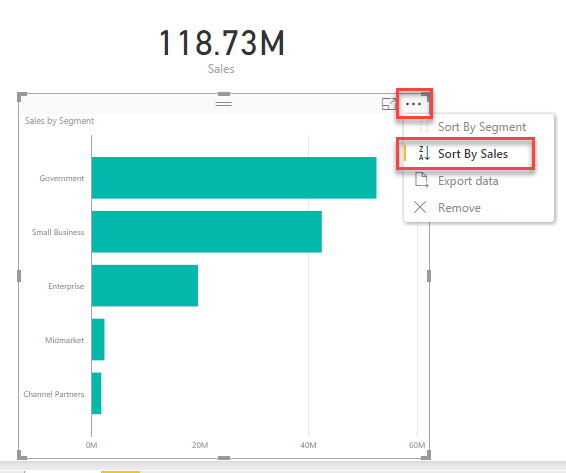 118.73M
Sales
Sales by Segment
Sort By Segment
Sort By Sales
Export data
Remove
Government
Small Business
Enterprise
Midmarket
Channel Partners
0M 20M 40M 60M